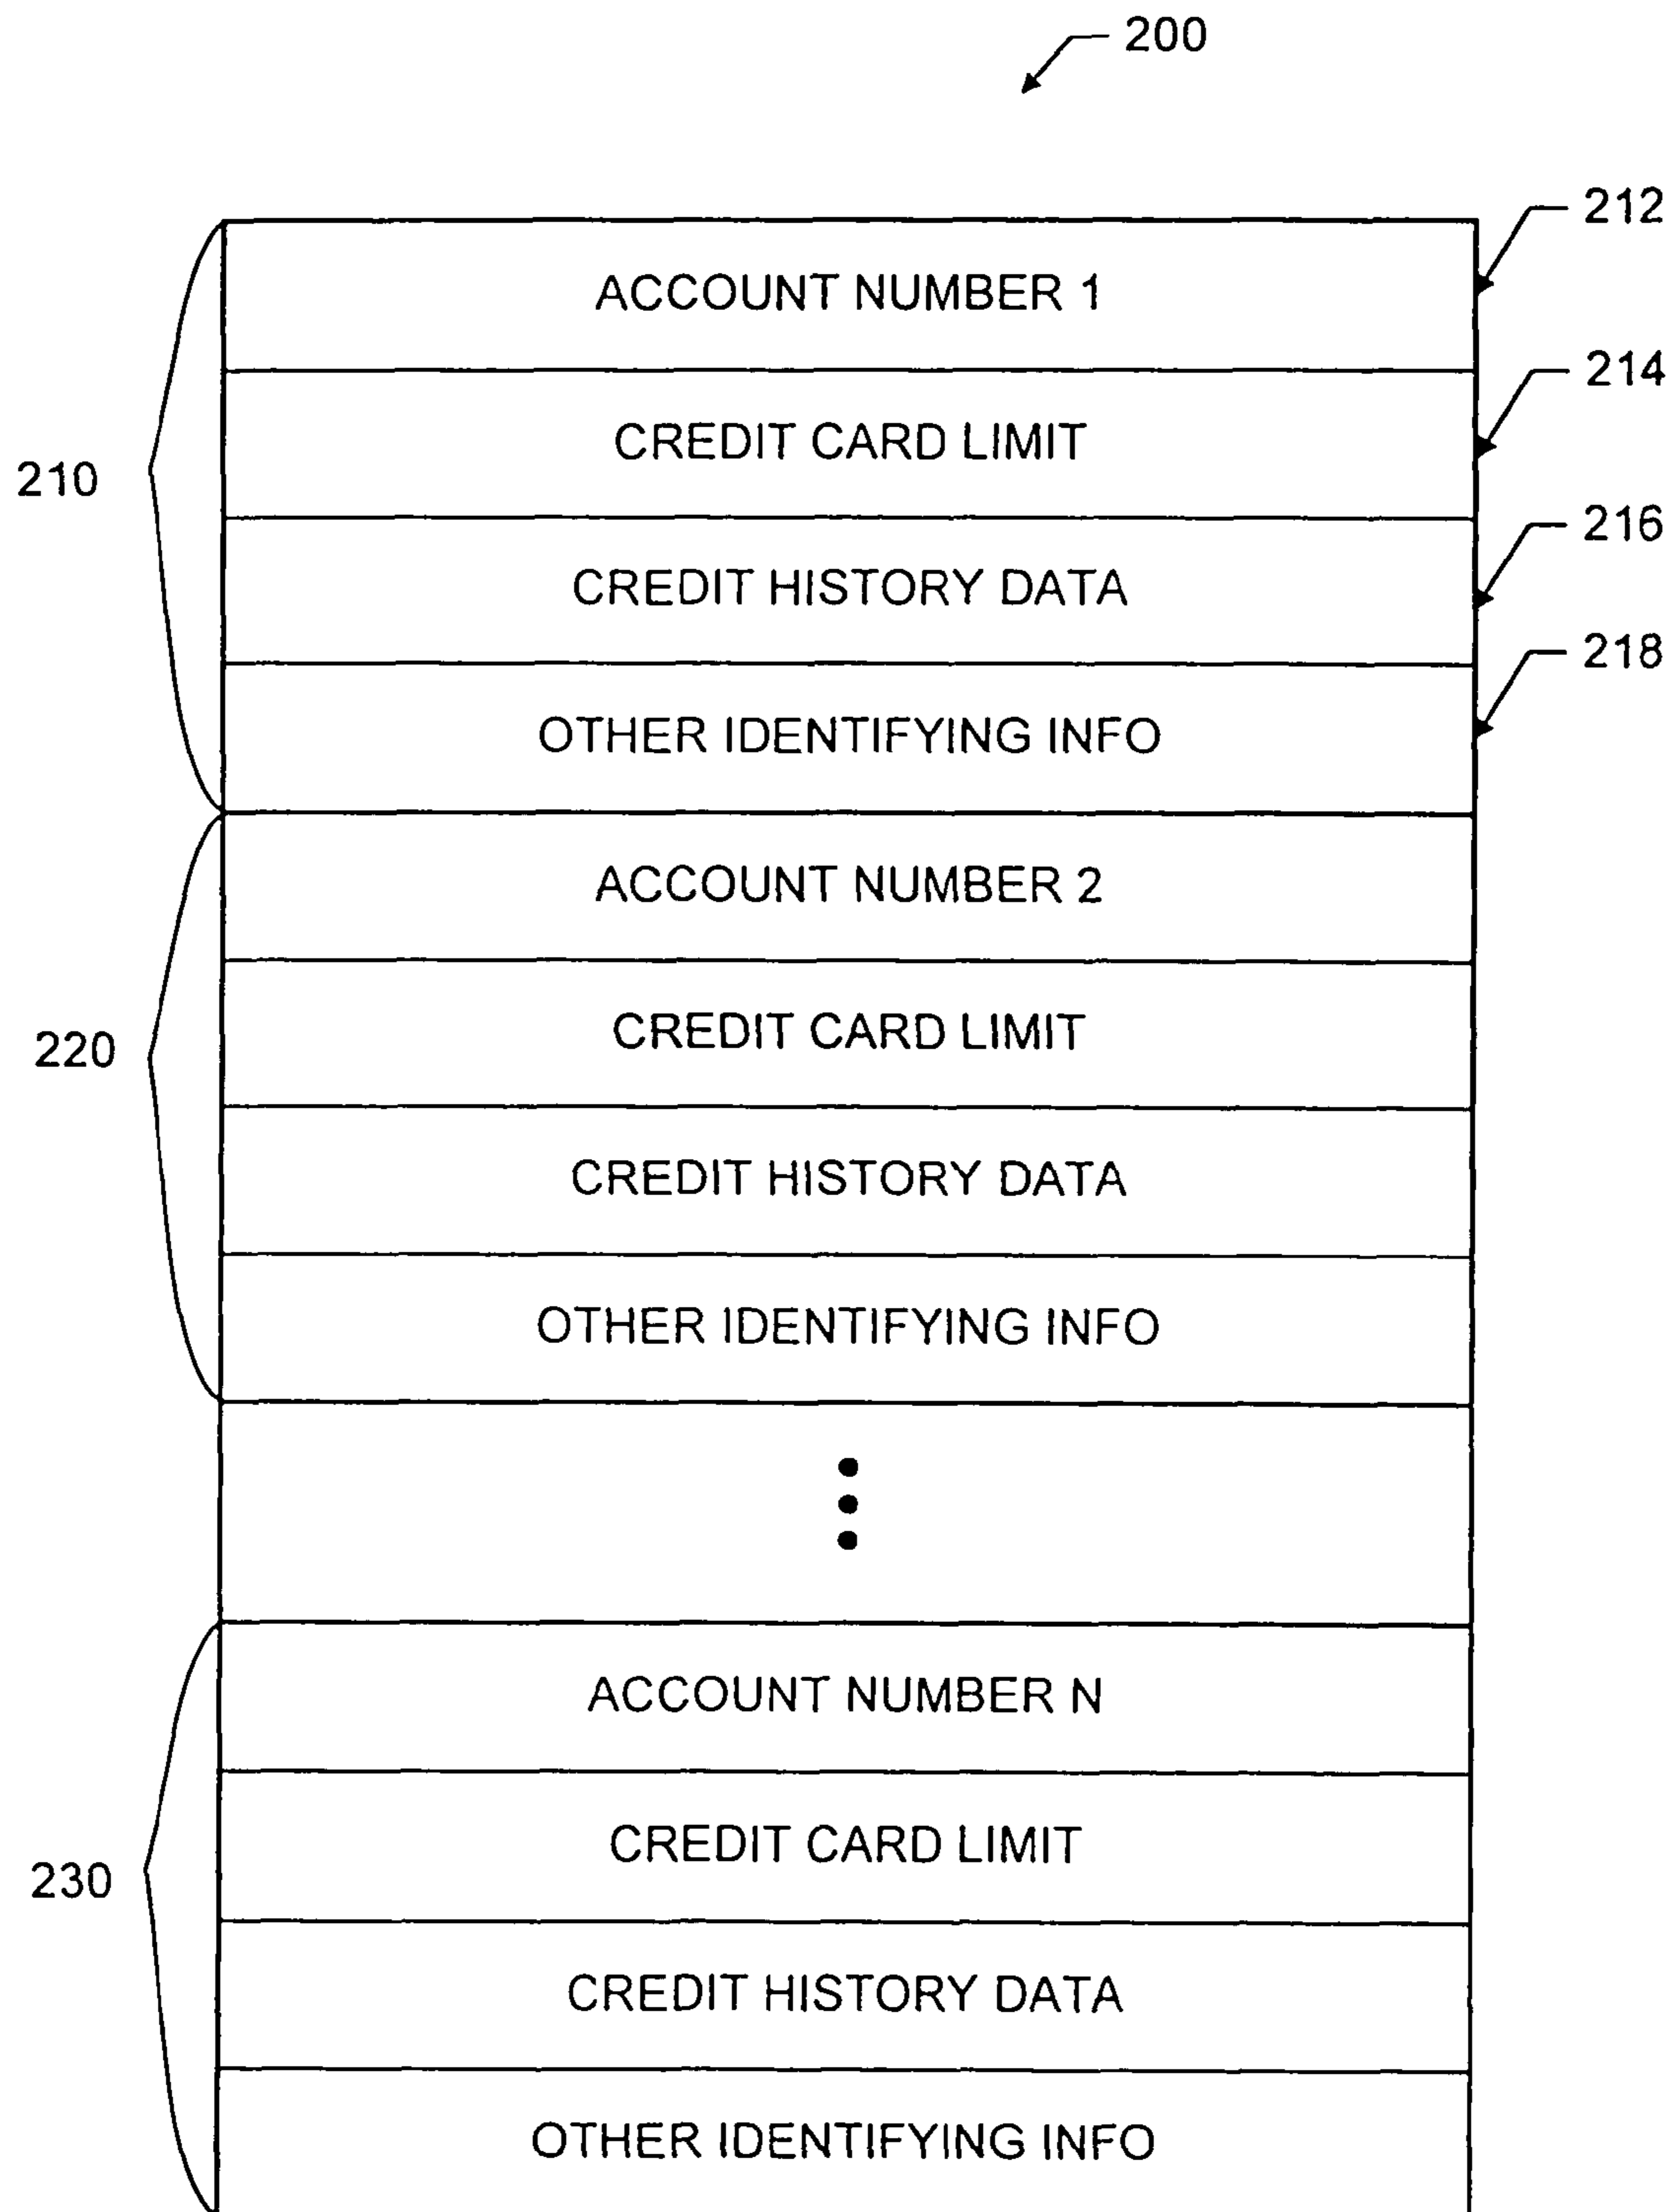 200
212
ACCOUNT NUMBER 1
214
CREDIT CARD LIMIT
210
216
CREDIT HISTORY DATA
218
OTHER IDENTIFYING INFO
ACCOUNT NUMBER 2
CREDIT CARD LIMIT
220
CREDIT HISTORY DATA
OTHER IDENTIFYING INFO
ACCOUNT NUMBER N
CREDIT CARD LIMIT
230
CREDIT HISTORY DATA
OTHER IDENTIFYING INFO